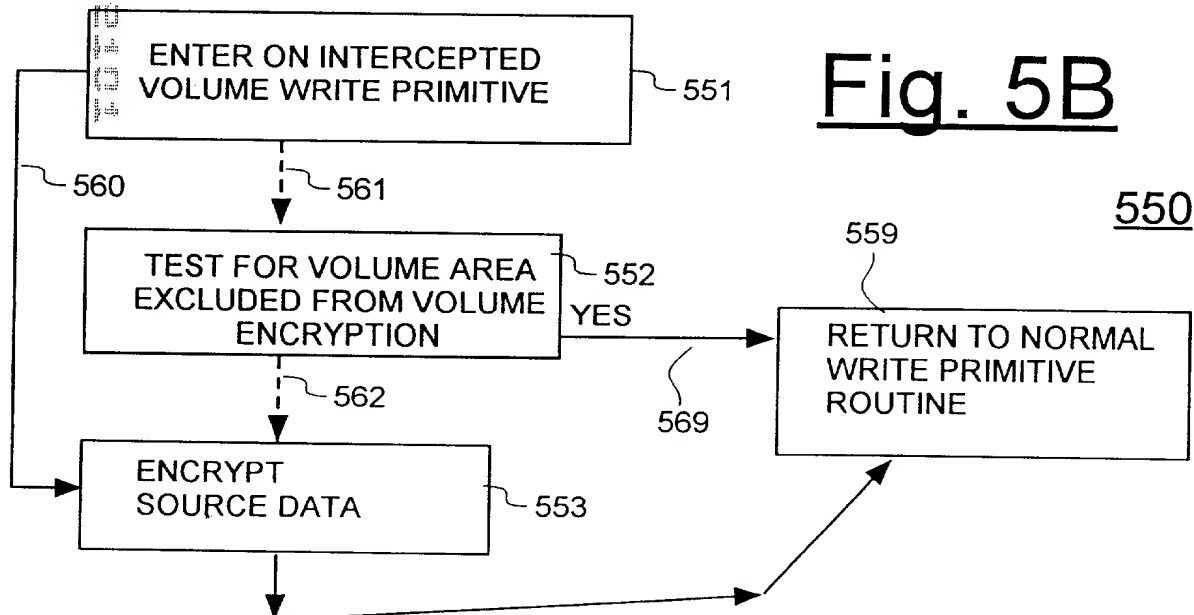 ENTER ON INTERCEPTED
VOLUME WRITE PRIMITIVE
551
Fig. 5B
560
561
550
559
TEST FOR VOLUME AREA
EXCLUDED FROM VOLUME
ENCRYPTION
552
YES
RETURN TO NORMAL
WRITE PRIMITIVE
ROUTINE
562
569
ENCRYPT
SOURCE DATA
553